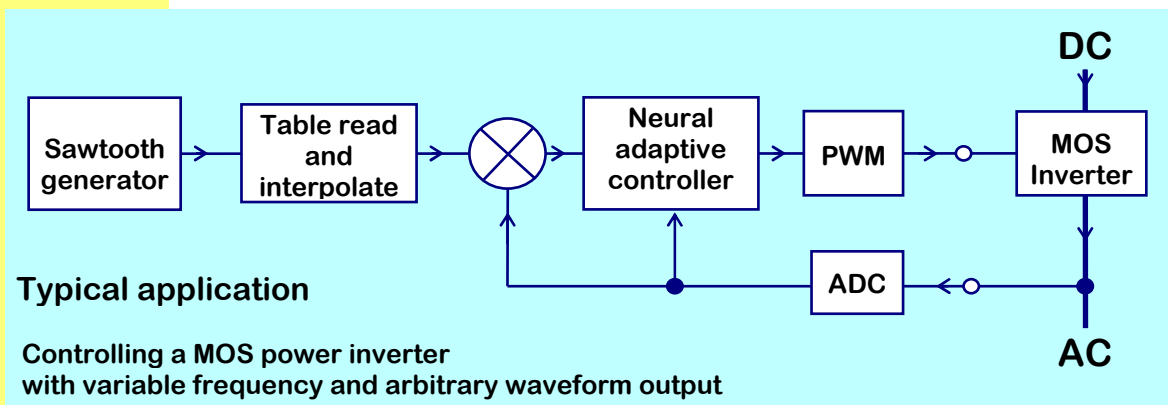 DC
Sawtooth
generator
Table read
and
interpolate
Neural
adaptive
controller
PWM
MOS
Inverter
ADC
Typical application
AC
Controlling a MOS power inverter
with variable frequency and arbitrary waveform output